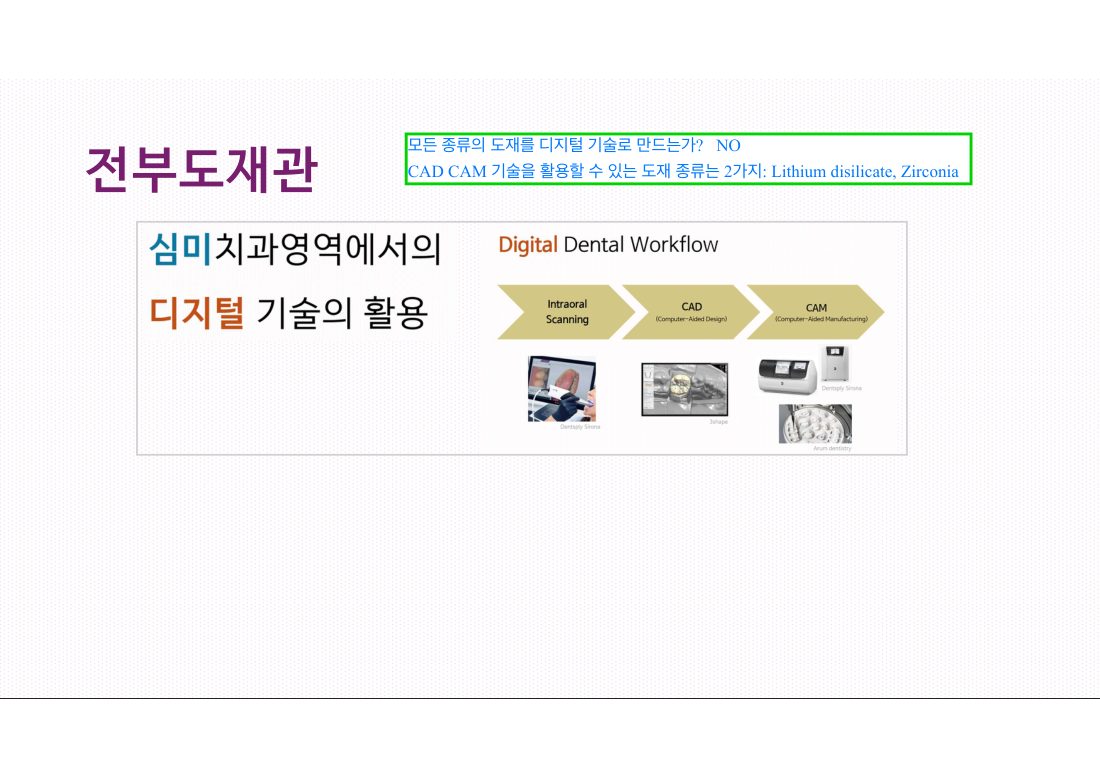 전부도재관
모든 종류의 도재를 디지털 기술로 만드는가? NO
CAD CAM 기술을 활용할 수 있는 도재 종류는 2가지: Lithium disilicate, Zirconia
심미치과영역에서의
디지털 기술의 활용
Digital Dental Workflow
Intraoral
Scanning
CAD
(Computer-Aided Design)
CAM
(Computer-Aided Manufacturing)
Dentsply Sirona
3shape
Dentsply Sirona
Arum dentistry